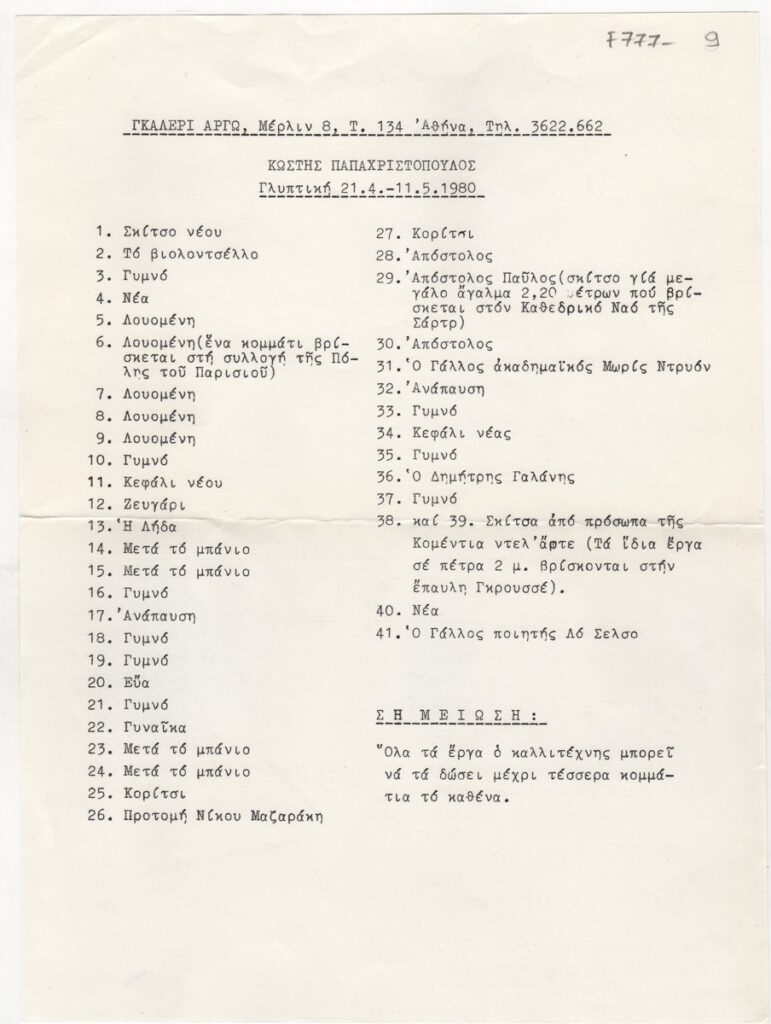 F777- 9
ΓΚΑΛΕΡΙ ΑΡΓΩ, Μέρλιν 8, Τ. 134 Ἀθήνα, Τηλ. 3622.662
ΚΩΣΤΗΣ ΠΑΠΑΧΡΙΣΤΟΠΟΥΛΟΣ
Γλυπτική 21.4.-11.5.1980
1. Σκίτσο νέου
2. Τό βιολοντσέλλο
3. Γυμνό
4. Νέα
5. Λουομένη
6. Λουομένη(ἕνα κομμάτι βρί-
σκεται στή συλλογή τῆς Πό-
λης τοῦ Παρισιοῦ)
7. Λουομένη
8. Λουομένη
9. Λουομένη
10. Γυμνό
11. Κεφάλι νέου
12. Ζευγάρι
13. Ἡ Λήδα
14. Μετά τό μπάνιο
15. Μετά τό μπάνιο
16. Γυμνό
17. Ἀνάπαυση
18. Γυμνό
19. Γυμνό
20. Εὔα
21. Γυμνό
22. Γυναῖκα
23. Μετά τό μπάνιο
24. Μετά τό μπάνιο
25. Κορίτσι
26. Προτομή Νίκου Μαζαράκη
27. Κορίτσι
28. Ἀπόστολος
29. Ἀπόστολος Παῦλος(σκίτσο γιά με-
γάλο ἄγαλμα 2,20 μέτρων πού βρί-
σκεται στόν Καθεδρικό Ναό τῆς
Σάρτρ)
30. Ἀπόστολος
31. Ὁ Γάλλος ἀκαδημαϊκός Μωρίς Ντρυόν
32. Ἀνάπαυση
33. Γυμνό
34. Κεφάλι νέας
35. Γυμνό
36. Ὁ Δημήτρης Γαλάνης
37. Γυμνό
38. καί 39. Σκίτσα ἀπό πρόσωπα τῆς
Κομέντια ντελ'ἄρτε (Τά ἴδια ἔργα
σέ πέτρα 2 μ. βρίσκονται στήν
ἔπαυλη Γκρουσσέ).
40. Νέα
41. Ὁ Γάλλος ποιητής Λό Σελσο
Σ Η Μ Ε Ι Ω Σ Η :
Ὅλα τά ἔργα ὁ καλλιτέχνης μπορεῖ
νά τά δώσει μέχρι τέσσερα κομμά-
τια τό καθένα.